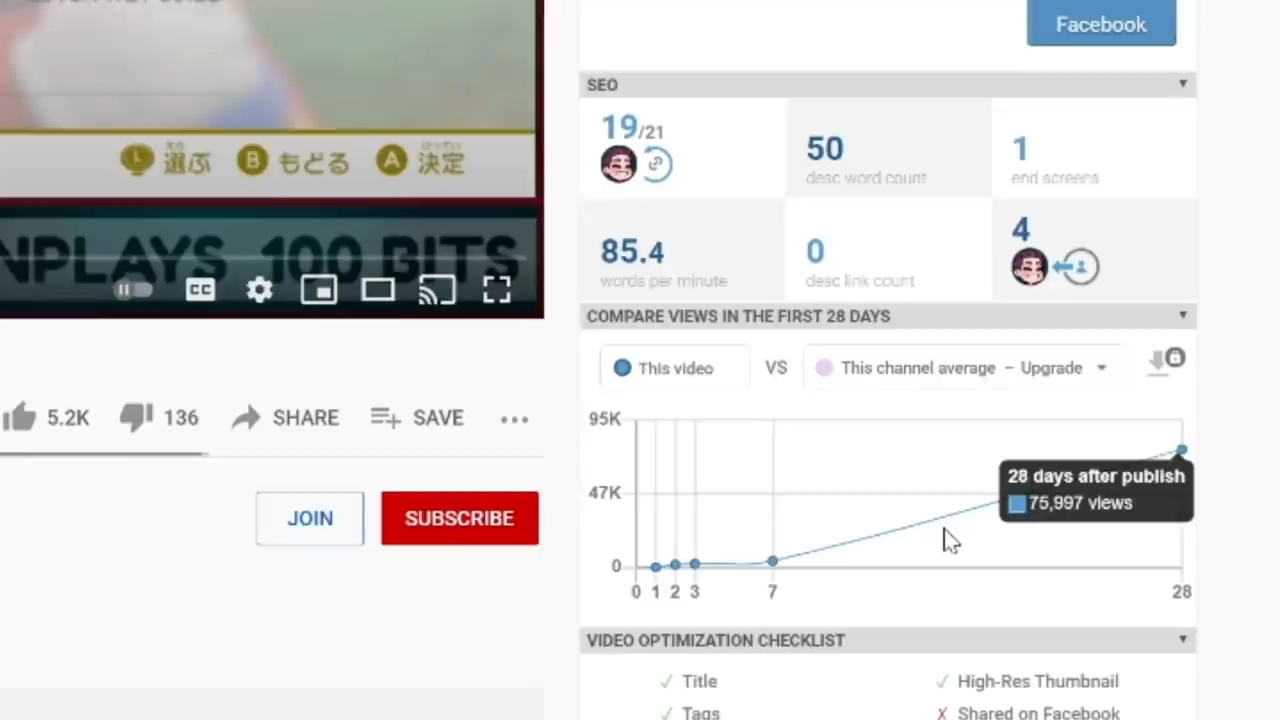 選ぶ もどる 決定
NPLAYS 100 BITS
5.2K 136 SHARE SAVE
JOIN SUBSCRIBE
Facebook
SEO
19/21
50
desc word count
1
end screens
85.4
words per minute
0
desc link count
4
COMPARE VIEWS IN THE FIRST 28 DAYS
This video VS This channel average – Upgrade
95K
47K
0
28 days after publish
75,997 views
0 1 2 3 7 28
VIDEO OPTIMIZATION CHECKLIST
Title High-Res Thumbnail
Tags Shared on Facebook